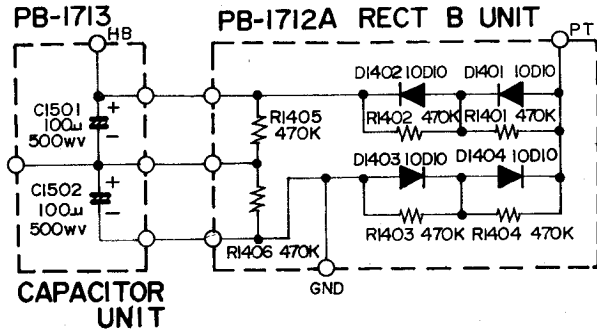 PB-1713
PB-1712A RECT B UNIT
HB
PT
D1402 10D10
D1401 10D10
C1501
100μ
500WV
+
−
R1405
470K
R1402 470K
R1401 470K
D1403 10D10
D1404 10D10
C1502
100μ
500WV
+
−
R1406 470K
R1403 470K
R1404 470K
GND
CAPACITOR
UNIT